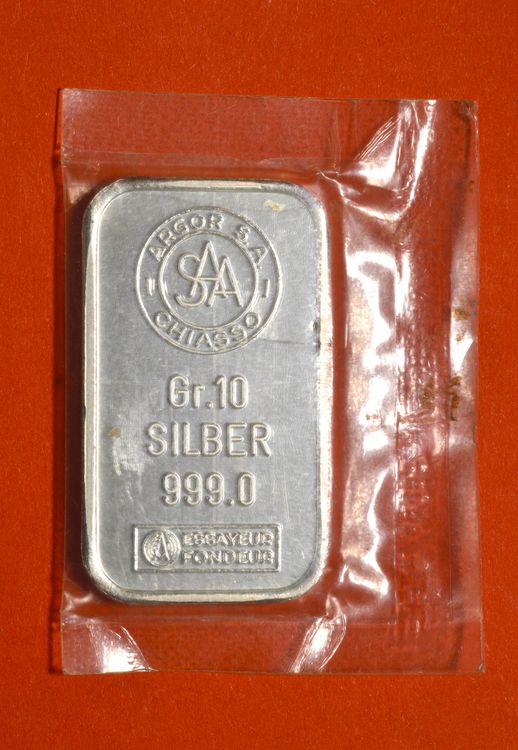 ARGOR S.A.
SAA
CHIASSO
Gr.10
SILBER
999.0
ESSAYEUR
FONDEUR